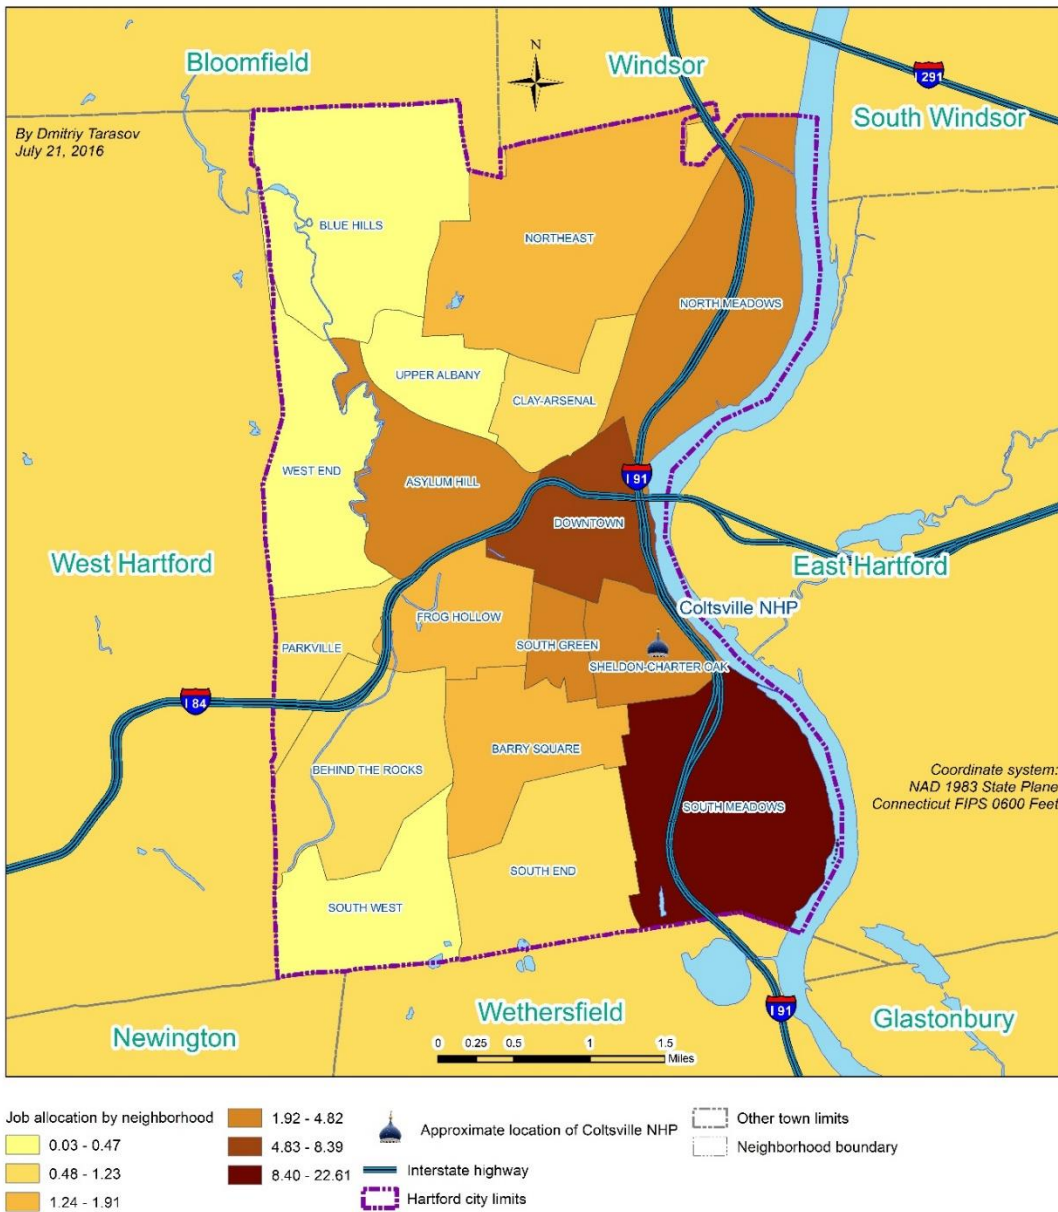 Bloomfield
N
Windsor
I 291
South Windsor
By Dmitriy Tarasov
July 21, 2016
BLUE HILLS
NORTHEAST
NORTH MEADOWS
UPPER ALBANY
CLAY-ARSENAL
WEST END
ASYLUM HILL
I 91
DOWNTOWN
West Hartford
East Hartford
Coltsville NHP
FROG HOLLOW
PARKVILLE
SOUTH GREEN
SHELDON-CHARTER OAK
I 84
BARRY SQUARE
BEHIND THE ROCKS
Coordinate system:
NAD 1983 State Plane
Connecticut FIPS 0600 Feet
SOUTH MEADOWS
SOUTH END
SOUTH WEST
Newington
Wethersfield
I 91
Glastonbury
0 0.25 0.5 1 1.5
Miles
Job allocation by neighborhood
0.03 - 0.47
0.48 - 1.23
1.24 - 1.91
1.92 - 4.82
4.83 - 8.39
8.40 - 22.61
Approximate location of Coltsville NHP
Interstate highway
Hartford city limits
Other town limits
Neighborhood boundary